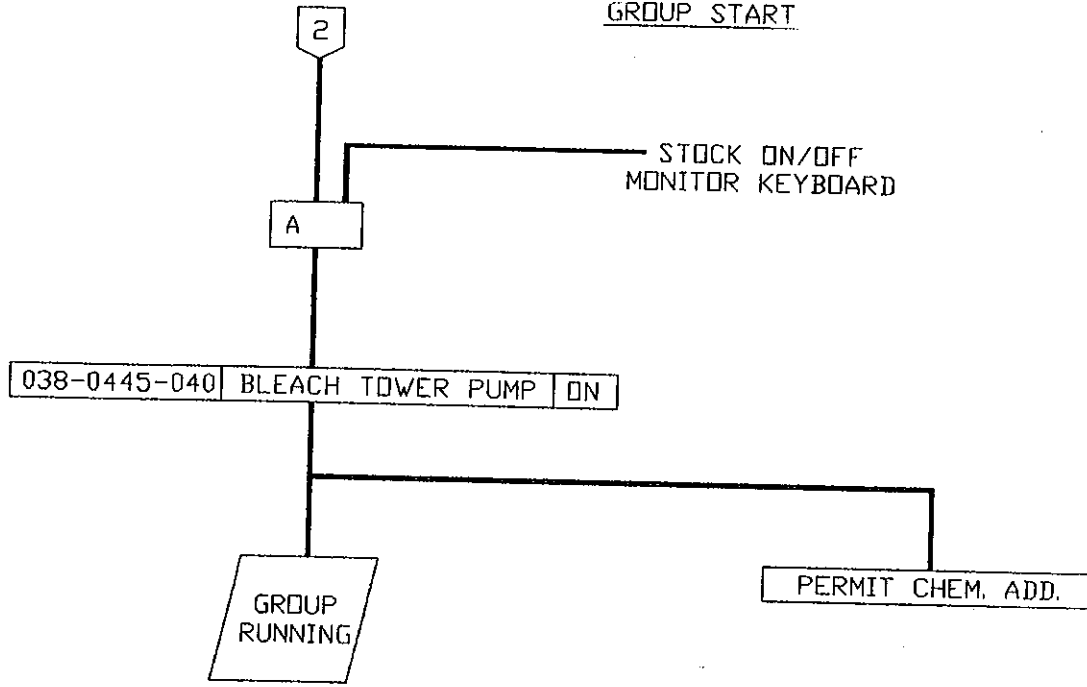 GROUP START
2
STOCK ON/OFF
MONITOR KEYBOARD
A
038-0445-040 BLEACH TOWER PUMP ON
GROUP
RUNNING
PERMIT CHEM. ADD.